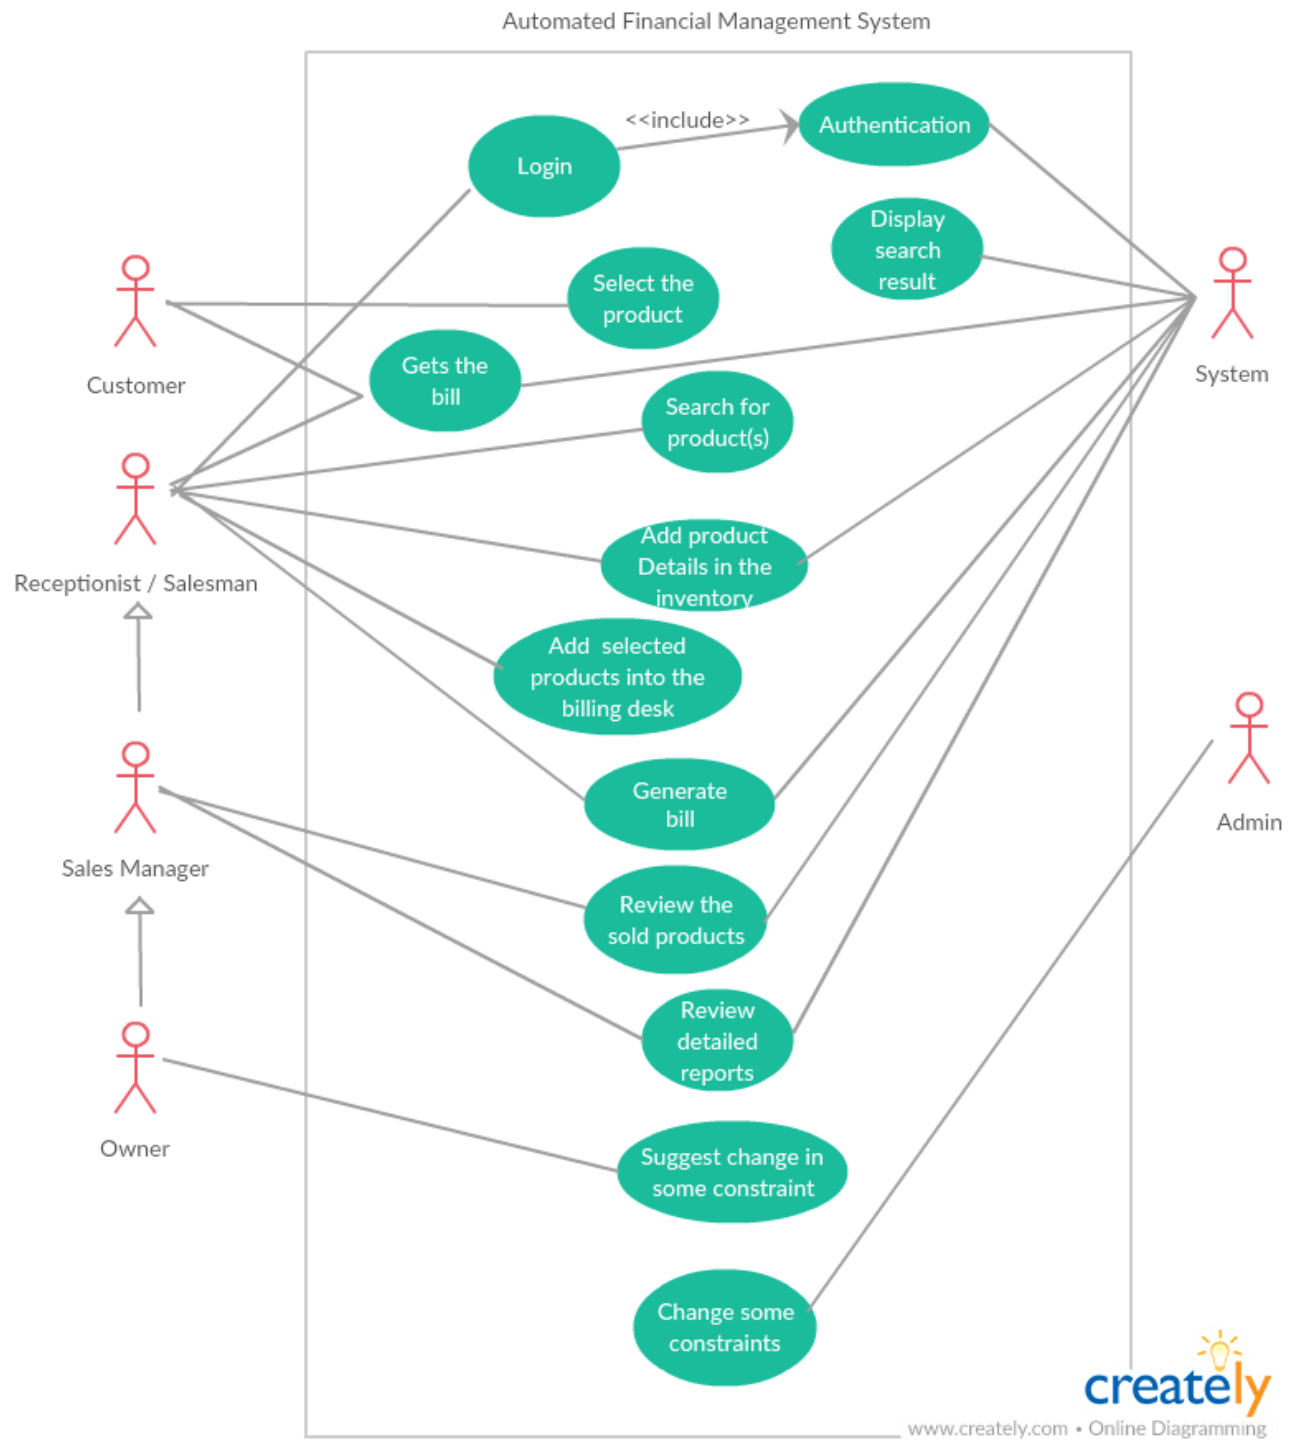 Automated Financial Management System
<<include>>
Authentication
Login
Display
search
result
Select the
product
Customer
System
Gets the
bill
Search for
product(s)
Receptionist / Salesman
Add product
Details in the
inventory
Add  selected
products into the
billing desk
Generate
bill
Admin
Sales Manager
Review the
sold products
Review
detailed
reports
Owner
Suggest change in
some constraint
Change some
constraints
creately
www.creately.com • Online Diagramming